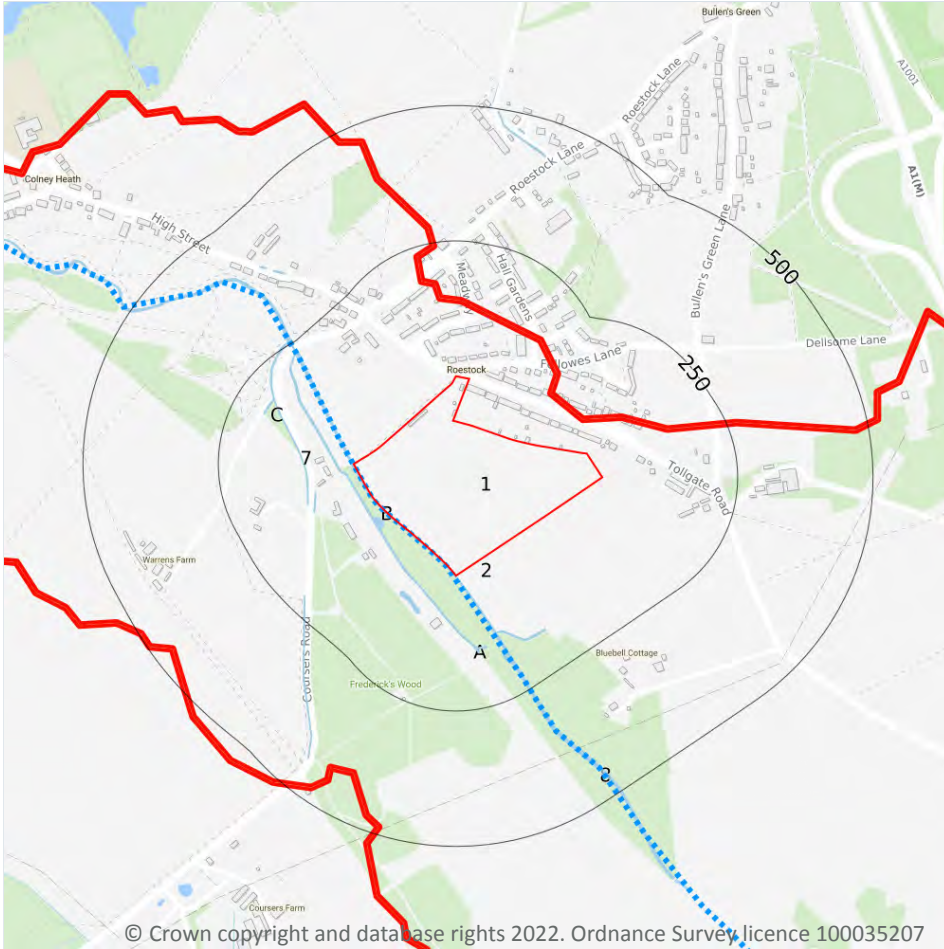 Bullen's Green
A1001
Roestock Lane
A1(M)
Colney Heath
Roestock Lane
High Street
Bullen's Green Lane
500
Hall Gardens
Meadway
Delisome Lane
Fellowes Lane
250
Roestock
C
7
Tollgate Road
1
B
Warrens Farm
2
A
Bluebell Cottage
Coursers Road
Frederick's Wood
8
Coursers Farm
© Crown copyright and database rights 2022. Ordnance Survey licence 100035207